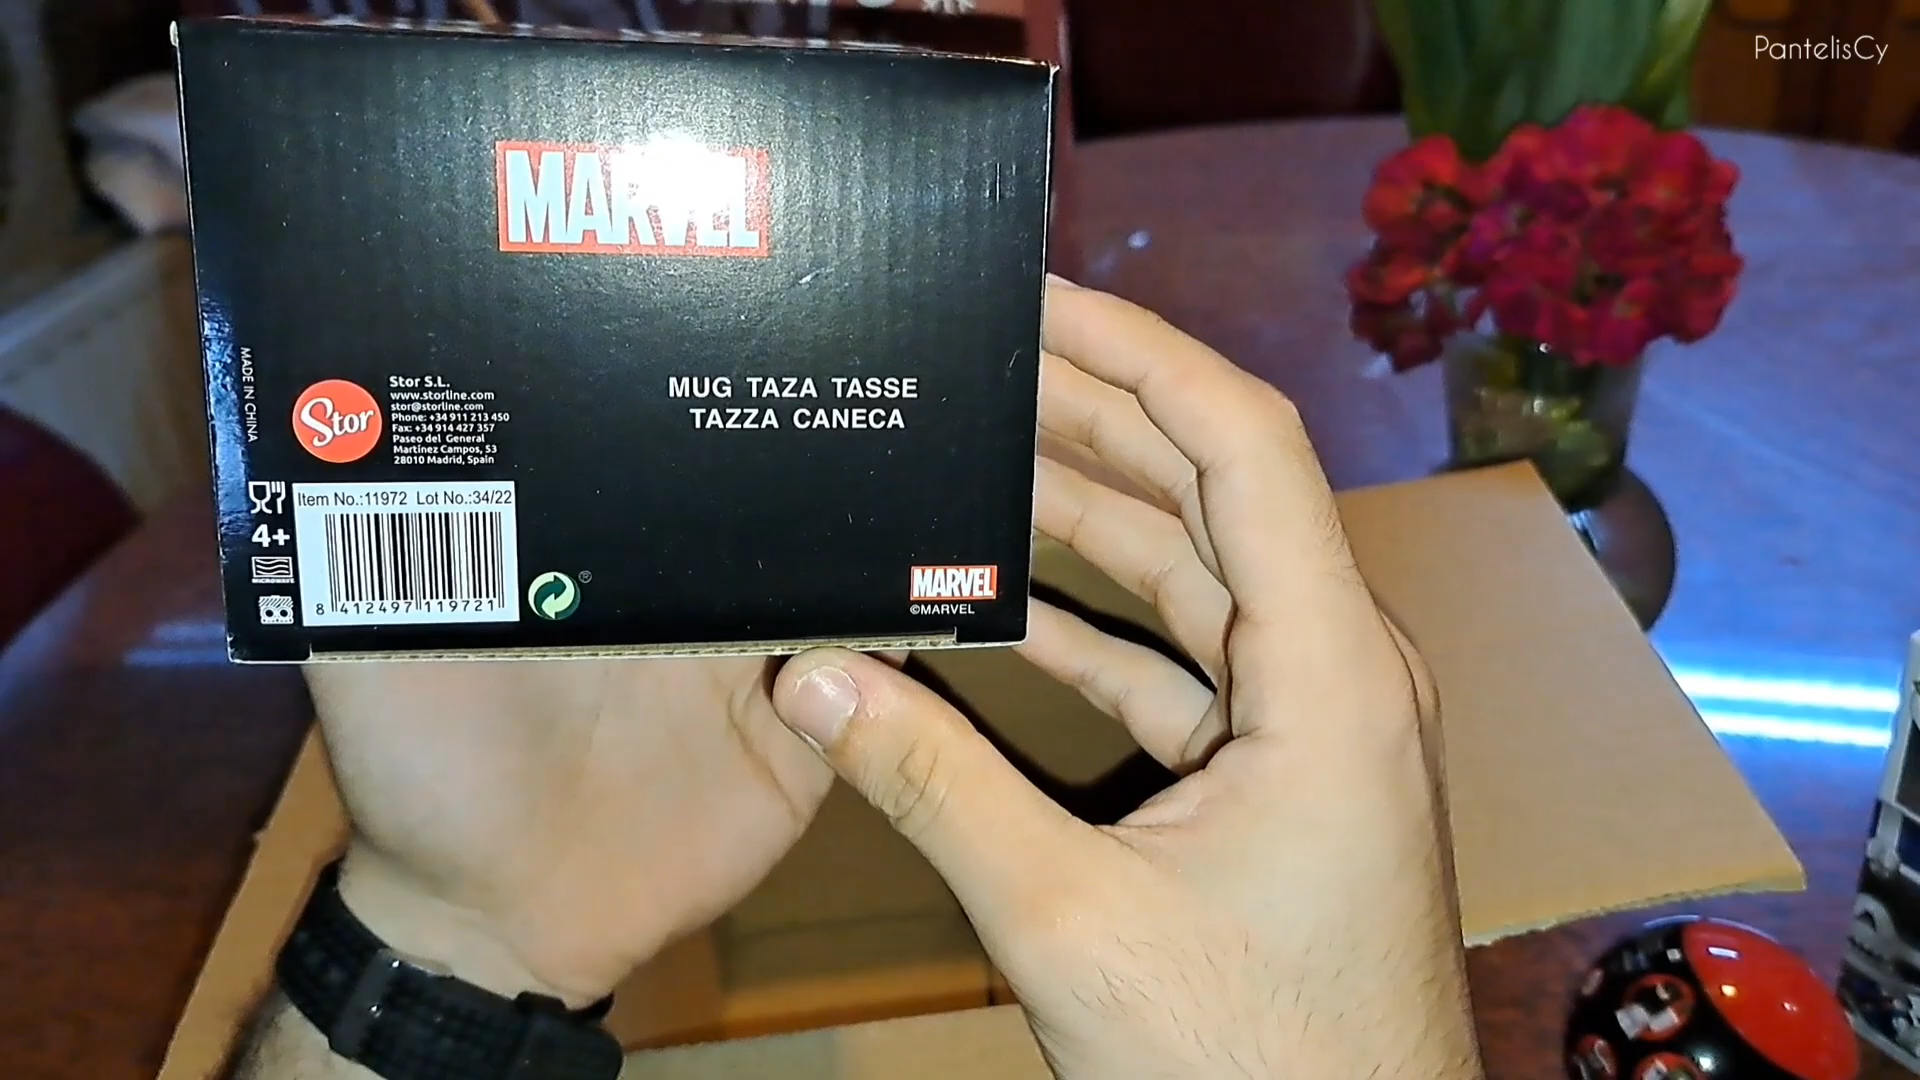 PantelisCy
MARVEL
MADE IN CHINA
Stor
Stor S.L.
www.storline.com
stor@storline.com
Phone: +34 911 213 450
Fax: +34 914 427 357
Paseo del General
Martínez Campos, 53
28010 Madrid, Spain
MUG TAZA TASSE
TAZZA CANECA
4+
MICROWAVE
Item No.:11972 Lot No.:34/22
8 412497 119721
®
MARVEL
©MARVEL